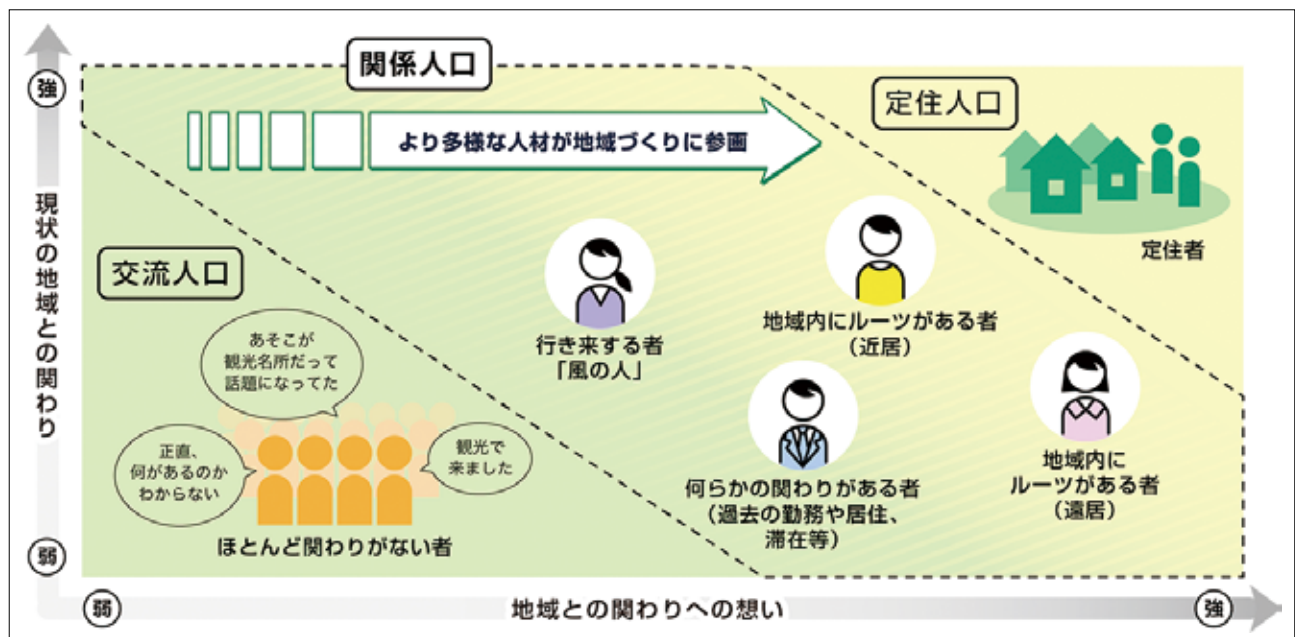 関係人口
強
定住人口
より多様な人材が地域づくりに参画
現状の地域との関わり
定住者
交流人口
あそこが
観光名所だって
話題になってた
正直、
何があるのか
わからない
観光で
来ました
ほとんど関わりがない者
行き来する者
「風の人」
地域内にルーツがある者
（近居）
何らかの関わりがある者
（過去の勤務や居住、
滞在等）
地域内に
ルーツがある者
（遠居）
弱
弱
地域との関わりへの想い
強